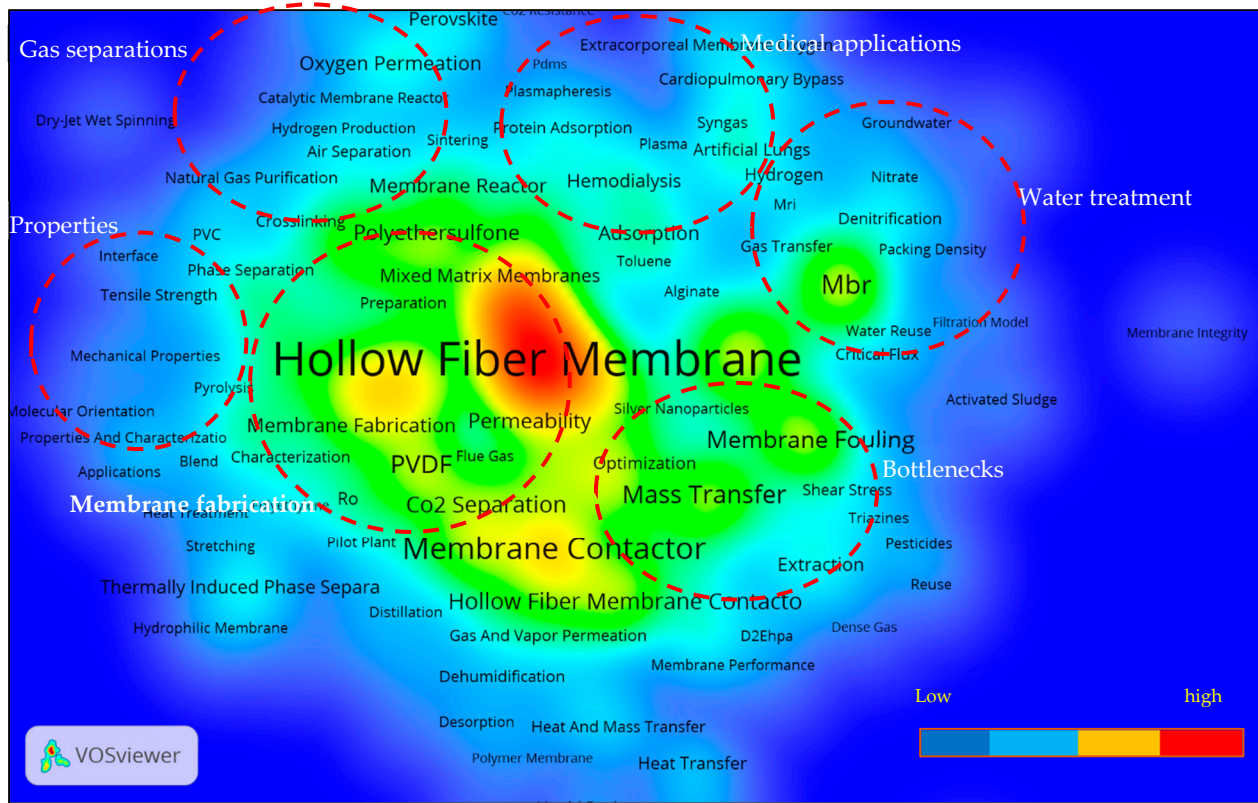 Perovskite
Co2 Resistance
Gas separations
Extracorporeal Membrane Oxygen
Medical applications
Oxygen Permeation
Pdms
Cardiopulmonary Bypass
Catalytic Membrane Reactor
Plasmapheresis
Dry-Jet Wet Spinning
Hydrogen Production
Protein Adsorption
Syngas
Groundwater
Sintering
Plasma
Artificial Lungs
Air Separation
Natural Gas Purification
Membrane Reactor
Hemodialysis
Hydrogen
Nitrate
Water treatment
Mri
Properties
Crosslinking
PVC
Polyethersulfone
Adsorption
Denitrification
Gas Transfer
Packing Density
Interface
Phase Separation
Mixed Matrix Membranes
Toluene
Tensile Strength
Preparation
Alginate
Mbr
Water Reuse
Filtration Model
Membrane Integrity
Mechanical Properties
Hollow Fiber Membrane
Critical Flux
Pyrolysis
Molecular Orientation
Silver Nanoparticles
Activated Sludge
Properties And Characterizatio
Membrane Fabrication
Permeability
Membrane Fouling
Applications
Blend
Characterization
PVDF
Flue Gas
Optimization
Bottlenecks
Membrane fabrication
Ro
Co2 Separation
Mass Transfer
Shear Stress
Heat Treatment
Triazines
Stretching
Pilot Plant
Membrane Contactor
Pesticides
Extraction
Thermally Induced Phase Separa
Reuse
Distillation
Hollow Fiber Membrane Contacto
Hydrophilic Membrane
Gas And Vapor Permeation
D2Ehpa
Dense Gas
Membrane Performance
Dehumidification
Low
high
Desorption
Heat And Mass Transfer
VOSviewer
Polymer Membrane
Heat Transfer